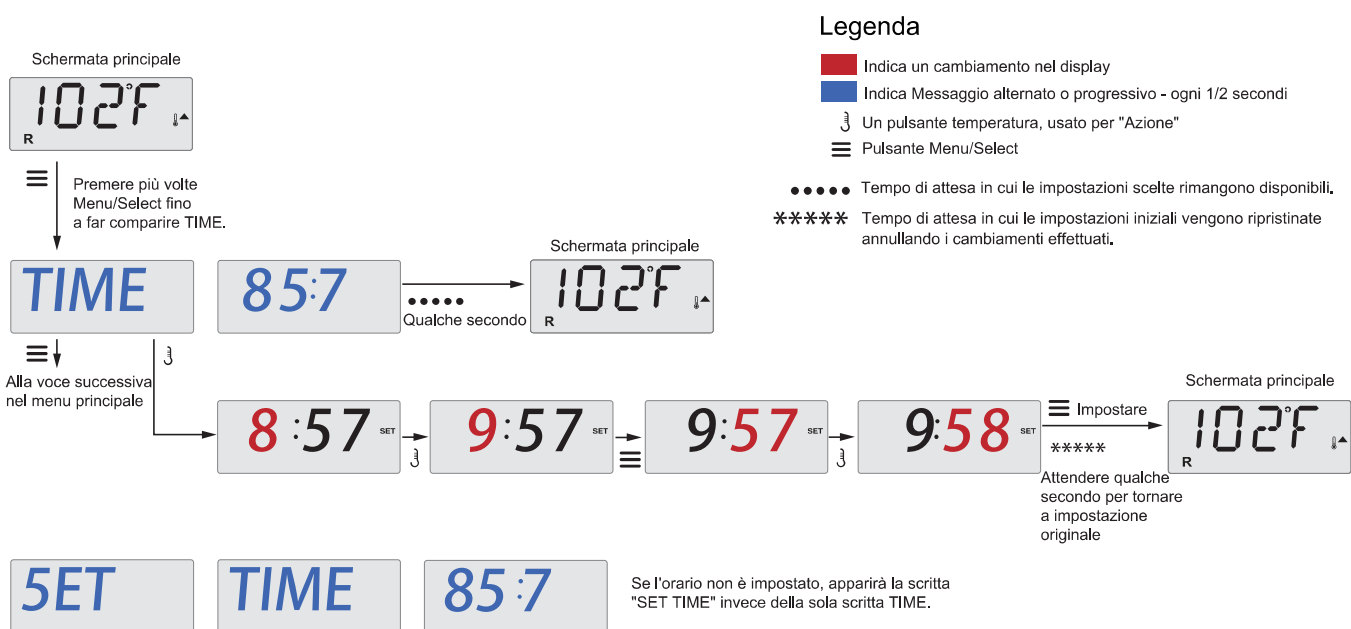 Legenda
Indica un cambiamento nel display
Indica Messaggio alternato o progressivo - ogni 1/2 secondi
Un pulsante temperatura, usato per "Azione"
Pulsante Menu/Select
●●●●● Tempo di attesa in cui le impostazioni scelte rimangono disponibili.
***** Tempo di attesa in cui le impostazioni iniziali vengono ripristinate
annullando i cambiamenti effettuati.
Schermata principale
102°F
R
Premere più volte
Menu/Select fino
a far comparire TIME.
TIME
85:7
●●●●●
Qualche secondo
Schermata principale
102°F
R
Alla voce successiva
nel menu principale
8:57 SET
9:57 SET
9:57 SET
9:58 SET
Impostare
*****
Attendere qualche
secondo per tornare
a impostazione
originale
Schermata principale
102°F
R
5ET
TIME
85:7
Se l'orario non è impostato, apparirà la scritta
"SET TIME" invece della sola scritta TIME.